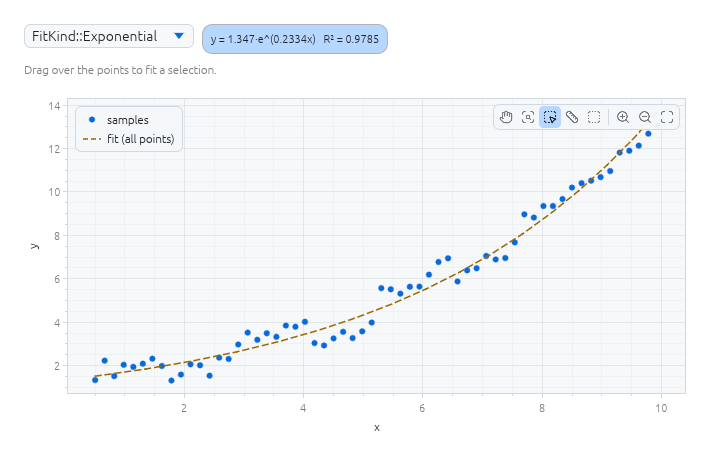 FitKind::Exponential
y = 1.347·e^(0.2334x)   R² = 0.9785
Drag over the points to fit a selection.
samples
fit (all points)
14
12
10
8
6
4
2
y
2
4
6
8
10
x